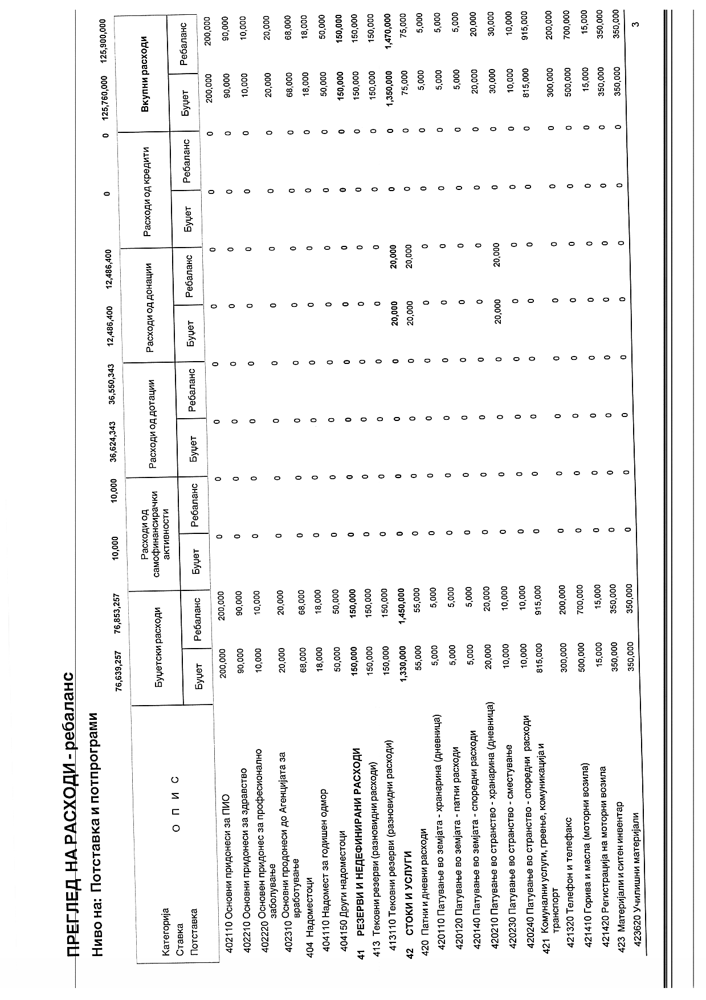 ПРЕГЛЕД НА РАСХОДИ - ребаланс
Ниво на: Потставка и потпрограми
76,639,257 76,853,257 10,000 10,000 36,624,343 36,550,343 12,486,400 12,486,400 0 0 125,760,000 125,900,000
Категорија
Ставка
Потставка
О П И С
Буџетски расходи
Расходи од самофинансирачки активности
Расходи од дотации
Расходи од донации
Расходи од кредити
Вкупни расходи
Буџет Ребаланс Буџет Ребаланс Буџет Ребаланс Буџет Ребаланс Буџет Ребаланс Буџет Ребаланс
402110 Основни придонеси за ПИО 200,000 200,000 0 0 0 0 0 0 0 0 200,000 200,000
402210 Основни придонеси за здравство 90,000 90,000 0 0 0 0 0 0 0 0 90,000 90,000
402220 Основен придонес за професионално заболување 10,000 10,000 0 0 0 0 0 0 0 0 10,000 10,000
402310 Основни продонеси до Агенцијата за вработување 20,000 20,000 0 0 0 0 0 0 0 0 20,000 20,000
404 Надоместоци 68,000 68,000 0 0 0 0 0 0 0 0 68,000 68,000
404110 Надомест за годишен одмор 18,000 18,000 0 0 0 0 0 0 0 0 18,000 18,000
404150 Други надоместоци 50,000 50,000 0 0 0 0 0 0 0 0 50,000 50,000
41 РЕЗЕРВИ И НЕДЕФИНИРАНИ РАСХОДИ 150,000 150,000 0 0 0 0 0 0 0 0 150,000 150,000
413 Тековни резерви (разновидни расходи) 150,000 150,000 0 0 0 0 0 0 0 0 150,000 150,000
413110 Тековни резерви (разновидни расходи) 150,000 150,000 0 0 0 0 0 0 0 0 150,000 150,000
42 СТОКИ И УСЛУГИ 1,330,000 1,450,000 0 0 0 0 20,000 20,000 0 0 1,350,000 1,470,000
420 Патни и дневни расходи 55,000 55,000 0 0 0 0 20,000 20,000 0 0 75,000 75,000
420110 Патување во земјата - хранарина (дневница) 5,000 5,000 0 0 0 0 0 0 0 0 5,000 5,000
420120 Патување во земјата - патни расходи 5,000 5,000 0 0 0 0 0 0 0 0 5,000 5,000
420140 Патување во земјата - споредни расходи 5,000 5,000 0 0 0 0 0 0 0 0 5,000 5,000
420210 Патување во странство - хранарина (дневница) 20,000 20,000 0 0 0 0 0 0 0 0 20,000 20,000
420230 Патување во странство - сместување 10,000 10,000 0 0 0 0 20,000 20,000 0 0 30,000 30,000
420240 Патување во странство - споредни расходи 10,000 10,000 0 0 0 0 0 0 0 0 10,000 10,000
421 Комунални услуги, греење, комуникација и транспорт 815,000 915,000 0 0 0 0 0 0 0 0 815,000 915,000
421320 Телефон и телефакс 300,000 200,000 0 0 0 0 0 0 0 0 300,000 200,000
421410 Горива и масла (моторни возила) 500,000 700,000 0 0 0 0 0 0 0 0 500,000 700,000
421420 Регистрација на моторни возила 15,000 15,000 0 0 0 0 0 0 0 0 15,000 15,000
423 Материјали и ситен инвентар 350,000 350,000 0 0 0 0 0 0 0 0 350,000 350,000
423620 Училишни материјали 350,000 350,000 0 0 0 0 0 0 0 0 350,000 350,000
3